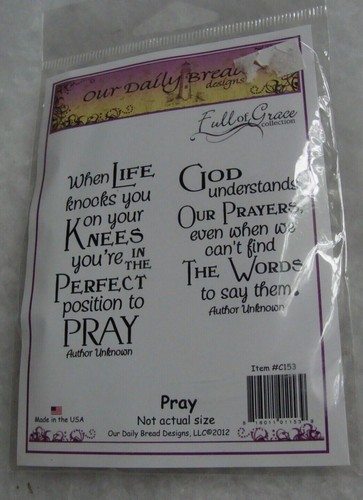 Our Daily Bread
designs
Full of Grace
collection
When LIFE
knocks you
on your
KNEES
you're, IN
THE
PERFECT
position to
PRAY
Author Unknown
GOD
understands
OUR PRAYERS,
even when we
can't find
THE WORDS
to say them.
Author Unknown
Item #C153
Pray
Not actual size
Made in the USA
Our Daily Bread Designs, LLC©2012